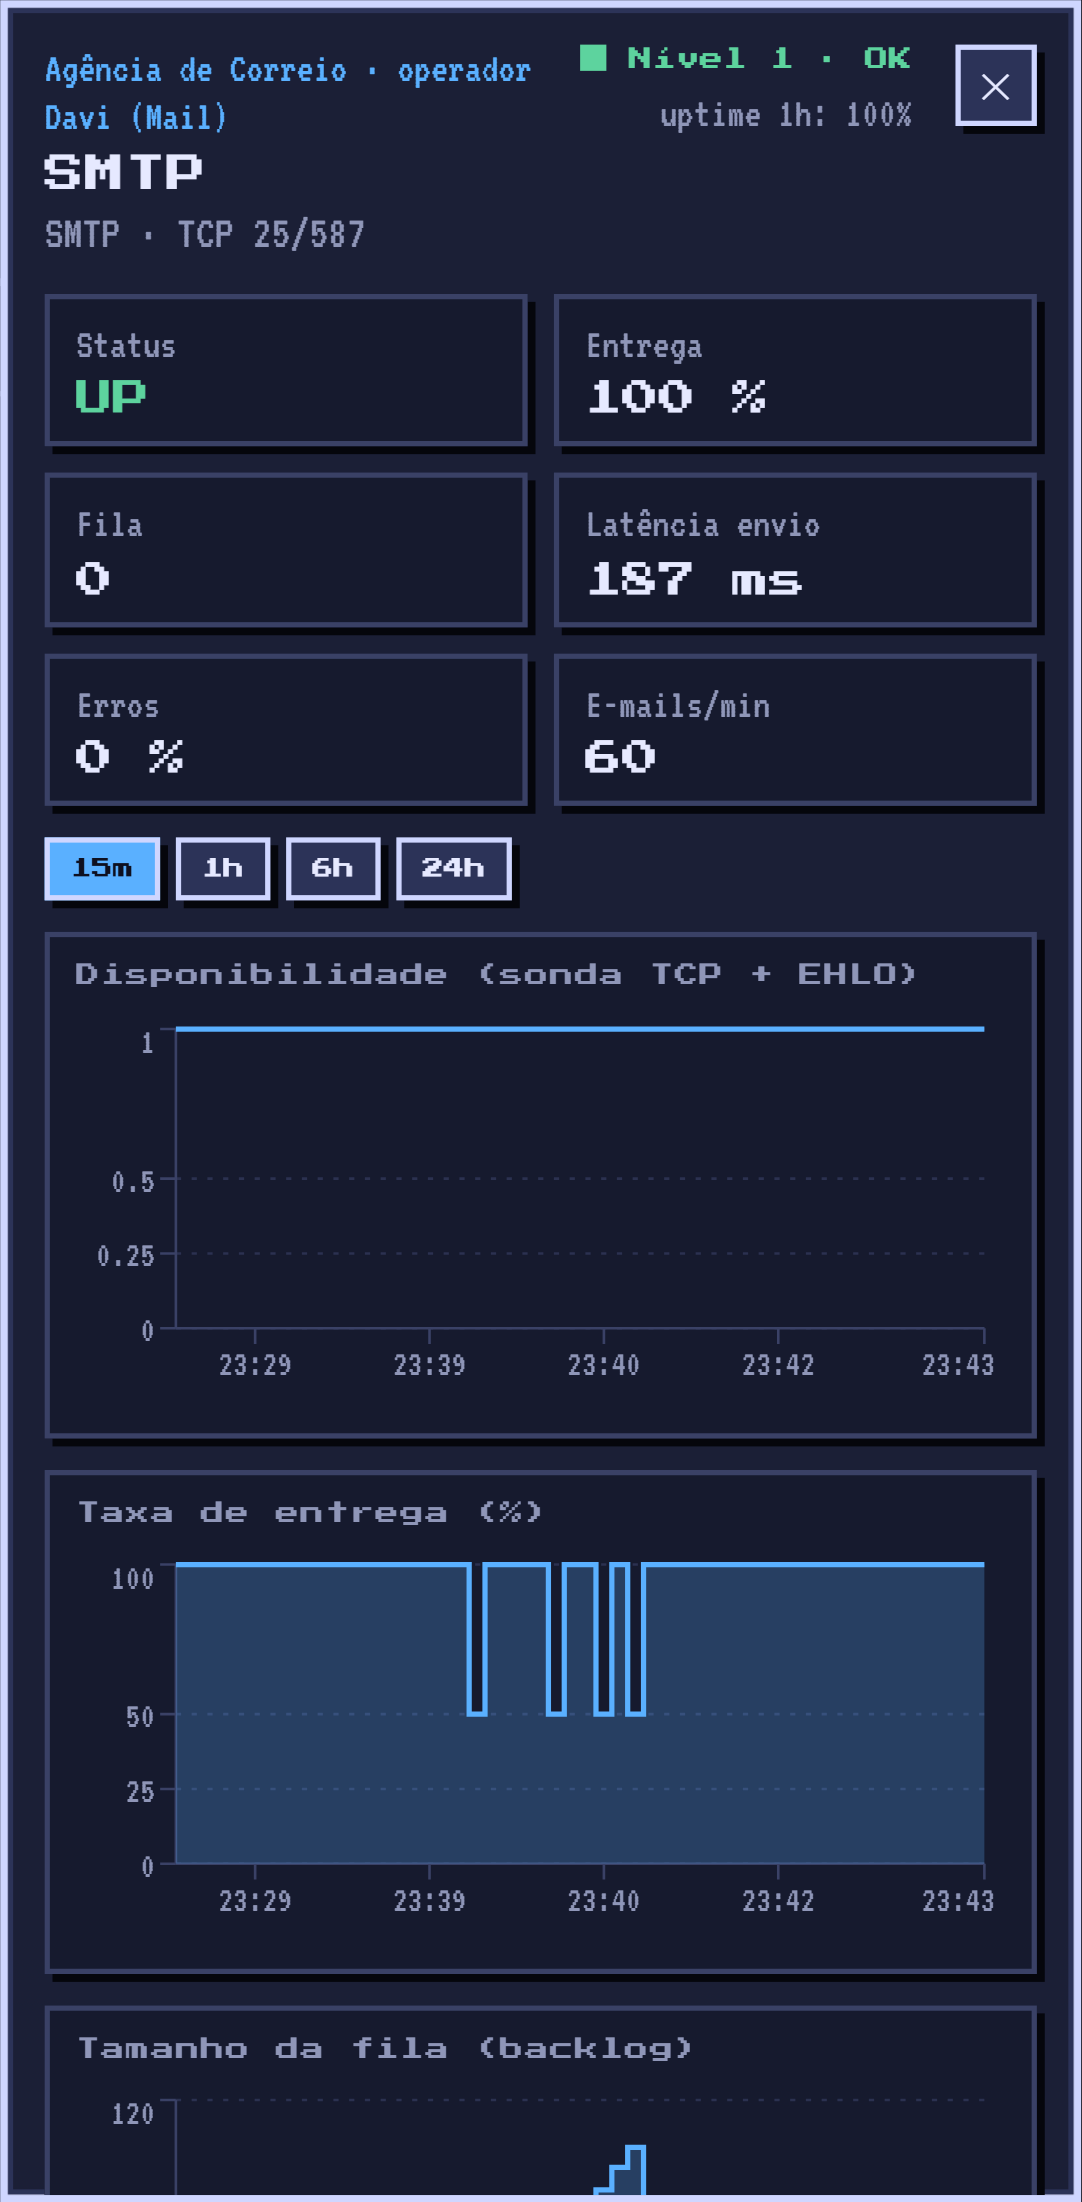 Agência de Correio · operador
Davi (Mail)
SMTP
SMTP · TCP 25/587
Nível 1 · OK
uptime 1h: 100%
Status
UP
Entrega
100 %
Fila
0
Latência envio
187 ms
Erros
0 %
E-mails/min
60
15m 1h 6h 24h
Disponibilidade (sonda TCP + EHLO)
1
0.5
0.25
0
23:29 23:39 23:40 23:42 23:43
Taxa de entrega (%)
100
50
25
0
23:29 23:39 23:40 23:42 23:43
Tamanho da fila (backlog)
120